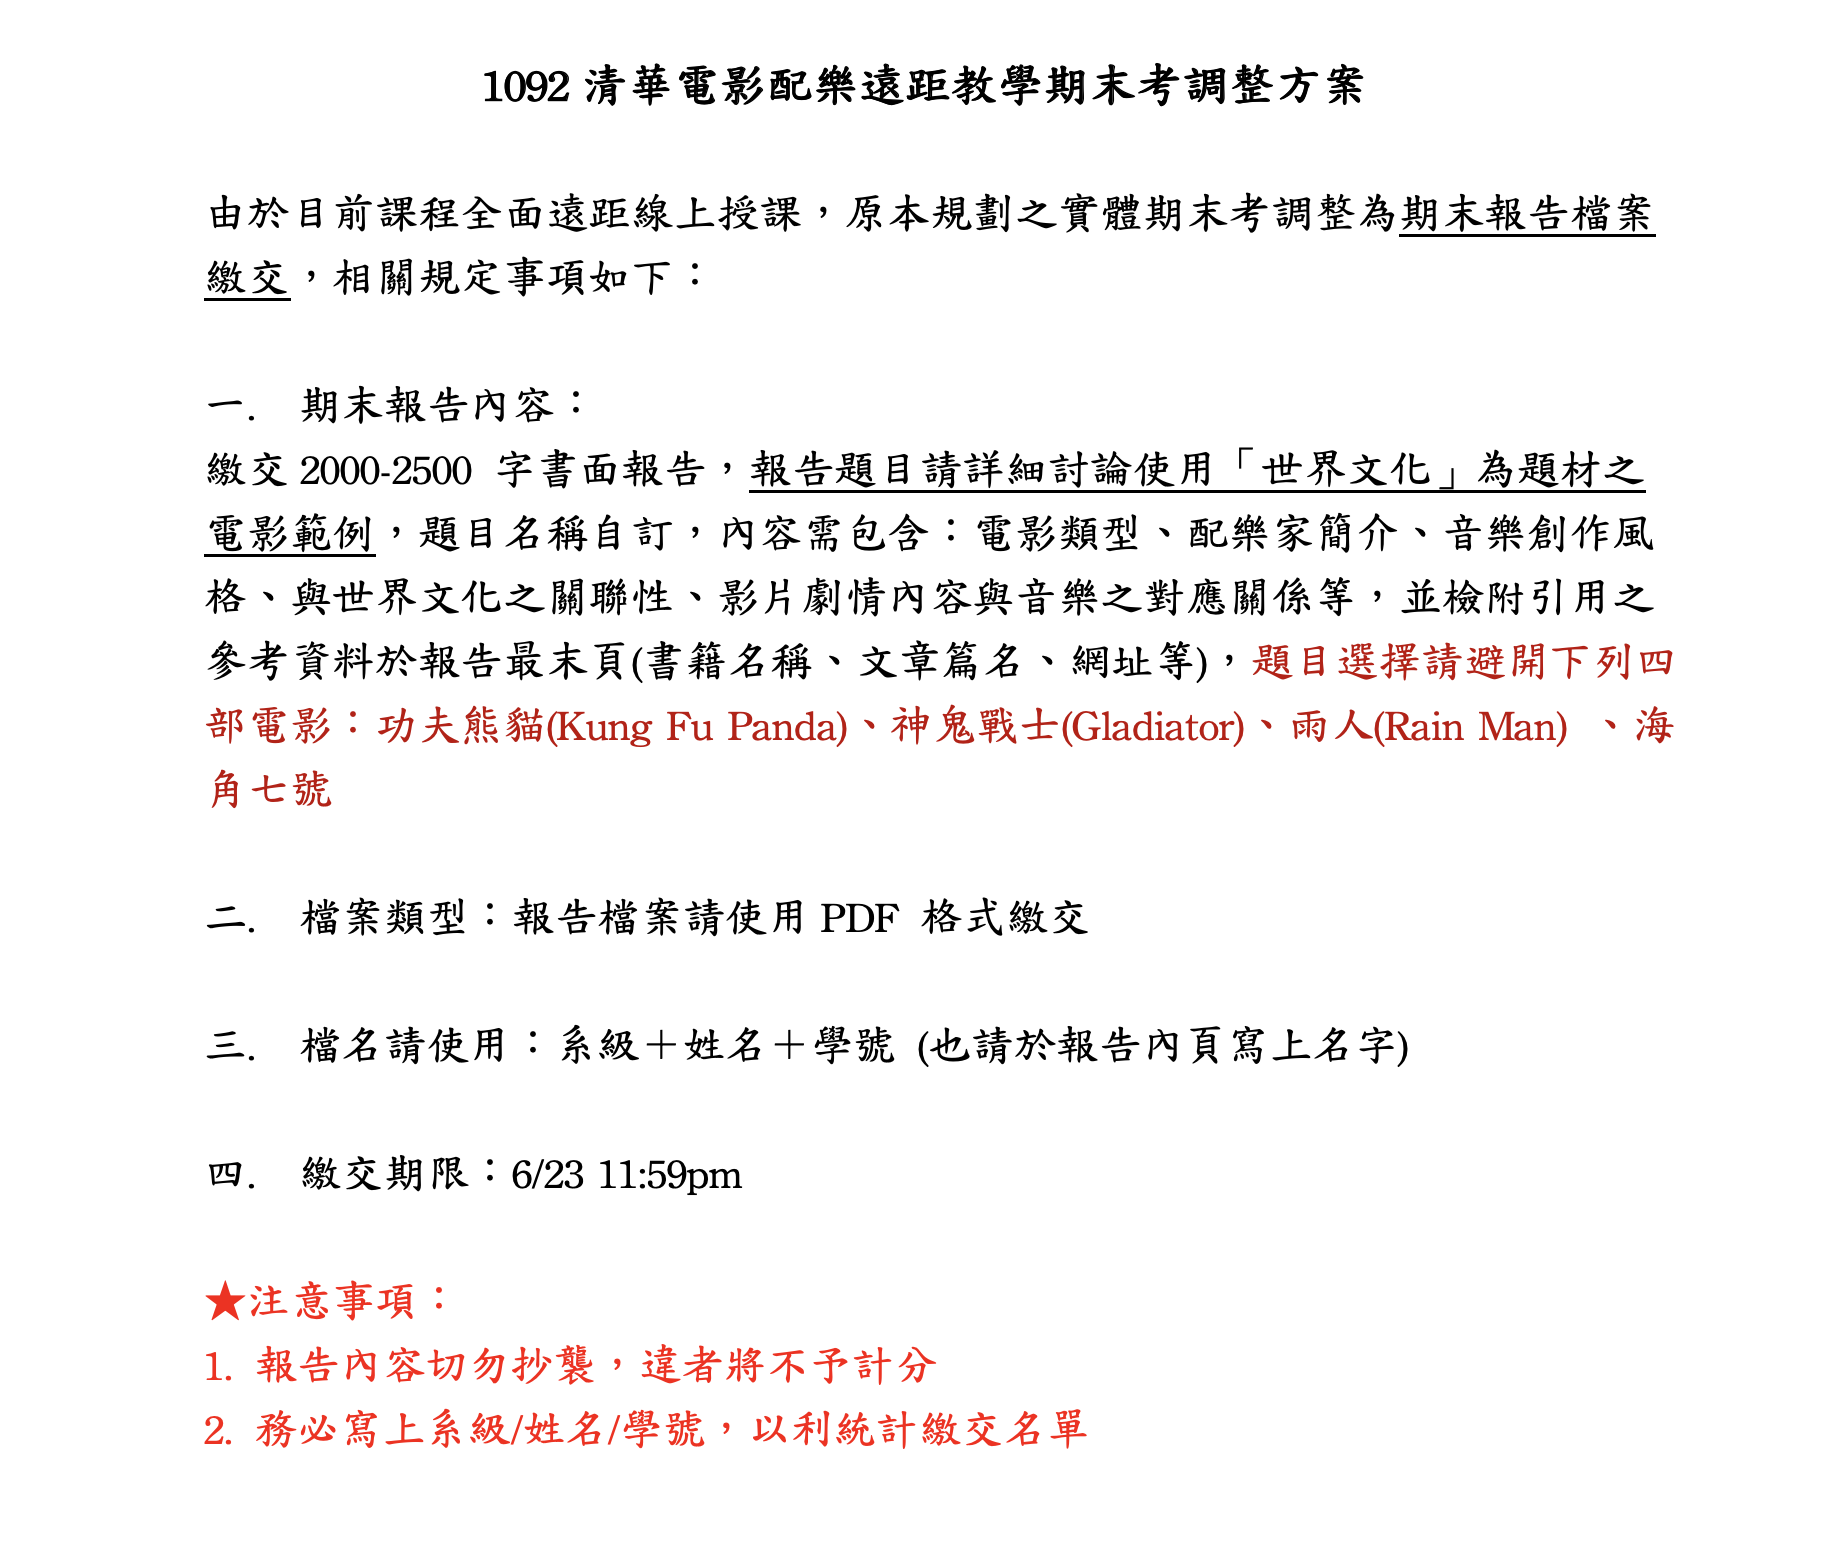 1092 清華電影配樂遠距教學期末考調整方案
由於目前課程全面遠距線上授課，原本規劃之實體期末考調整為期末報告檔案
繳交，相關規定事項如下：
一. 期末報告內容：
繳交 2000-2500 字書面報告，報告題目請詳細討論使用「世界文化」為題材之
電影範例，題目名稱自訂，內容需包含：電影類型、配樂家簡介、音樂創作風
格、與世界文化之關聯性、影片劇情內容與音樂之對應關係等，並檢附引用之
參考資料於報告最末頁(書籍名稱、文章篇名、網址等)，題目選擇請避開下列四
部電影：功夫熊貓(Kung Fu Panda)、神鬼戰士(Gladiator)、雨人(Rain Man) 、海
角七號
二. 檔案類型：報告檔案請使用 PDF 格式繳交
三. 檔名請使用：系級＋姓名＋學號 (也請於報告內頁寫上名字)
四. 繳交期限：6/23 11:59pm
★注意事項：
1. 報告內容切勿抄襲，違者將不予計分
2. 務必寫上系級/姓名/學號，以利統計繳交名單